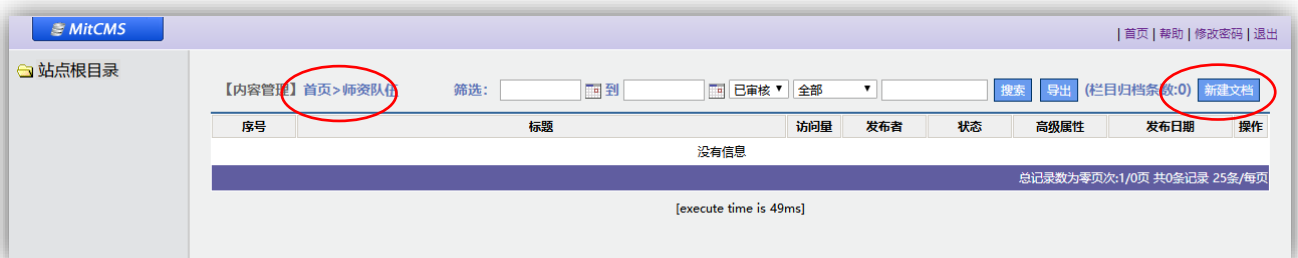 MitCMS
| 首页 | 帮助 | 修改密码 | 退出
站点根目录
【内容管理】首页>师资队伍 筛选: 到 已审核 全部 搜索 导出 (栏目归档条数:0) 新建文档
序号 标题 访问量 发布者 状态 高级属性 发布日期 操作
没有信息
总记录数为零页次:1/0页 共0条记录 25条/每页
[execute time is 49ms]